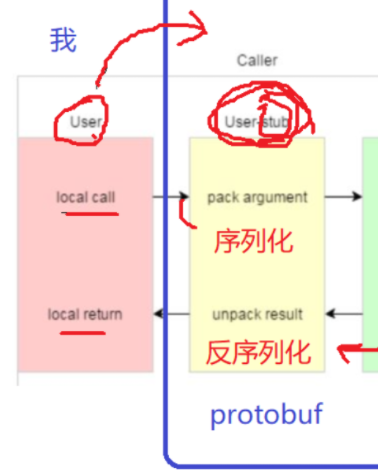 我
Caller
User
User-stub
local call
pack argument
序列化
local return
unpack result
反序列化
protobuf